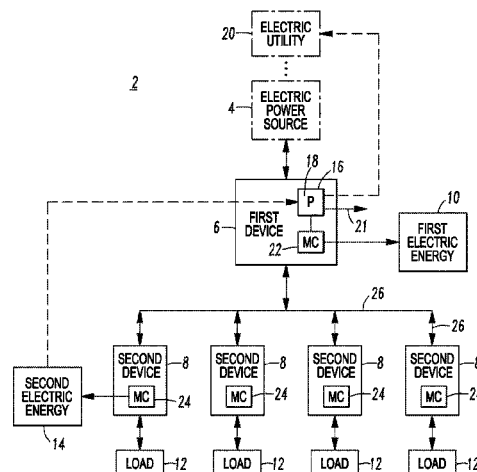 20
ELECTRIC
UTILITY
2
4
ELECTRIC
POWER
SOURCE
18
16
P
10
FIRST
DEVICE
6
21
22
MC
FIRST
ELECTRIC
ENERGY
26
26
SECOND
DEVICE
8
SECOND
DEVICE
8
SECOND
DEVICE
8
SECOND
DEVICE
8
MC
24
MC
24
MC
24
MC
24
SECOND
ELECTRIC
ENERGY
14
LOAD
12
LOAD
12
LOAD
12
LOAD
12